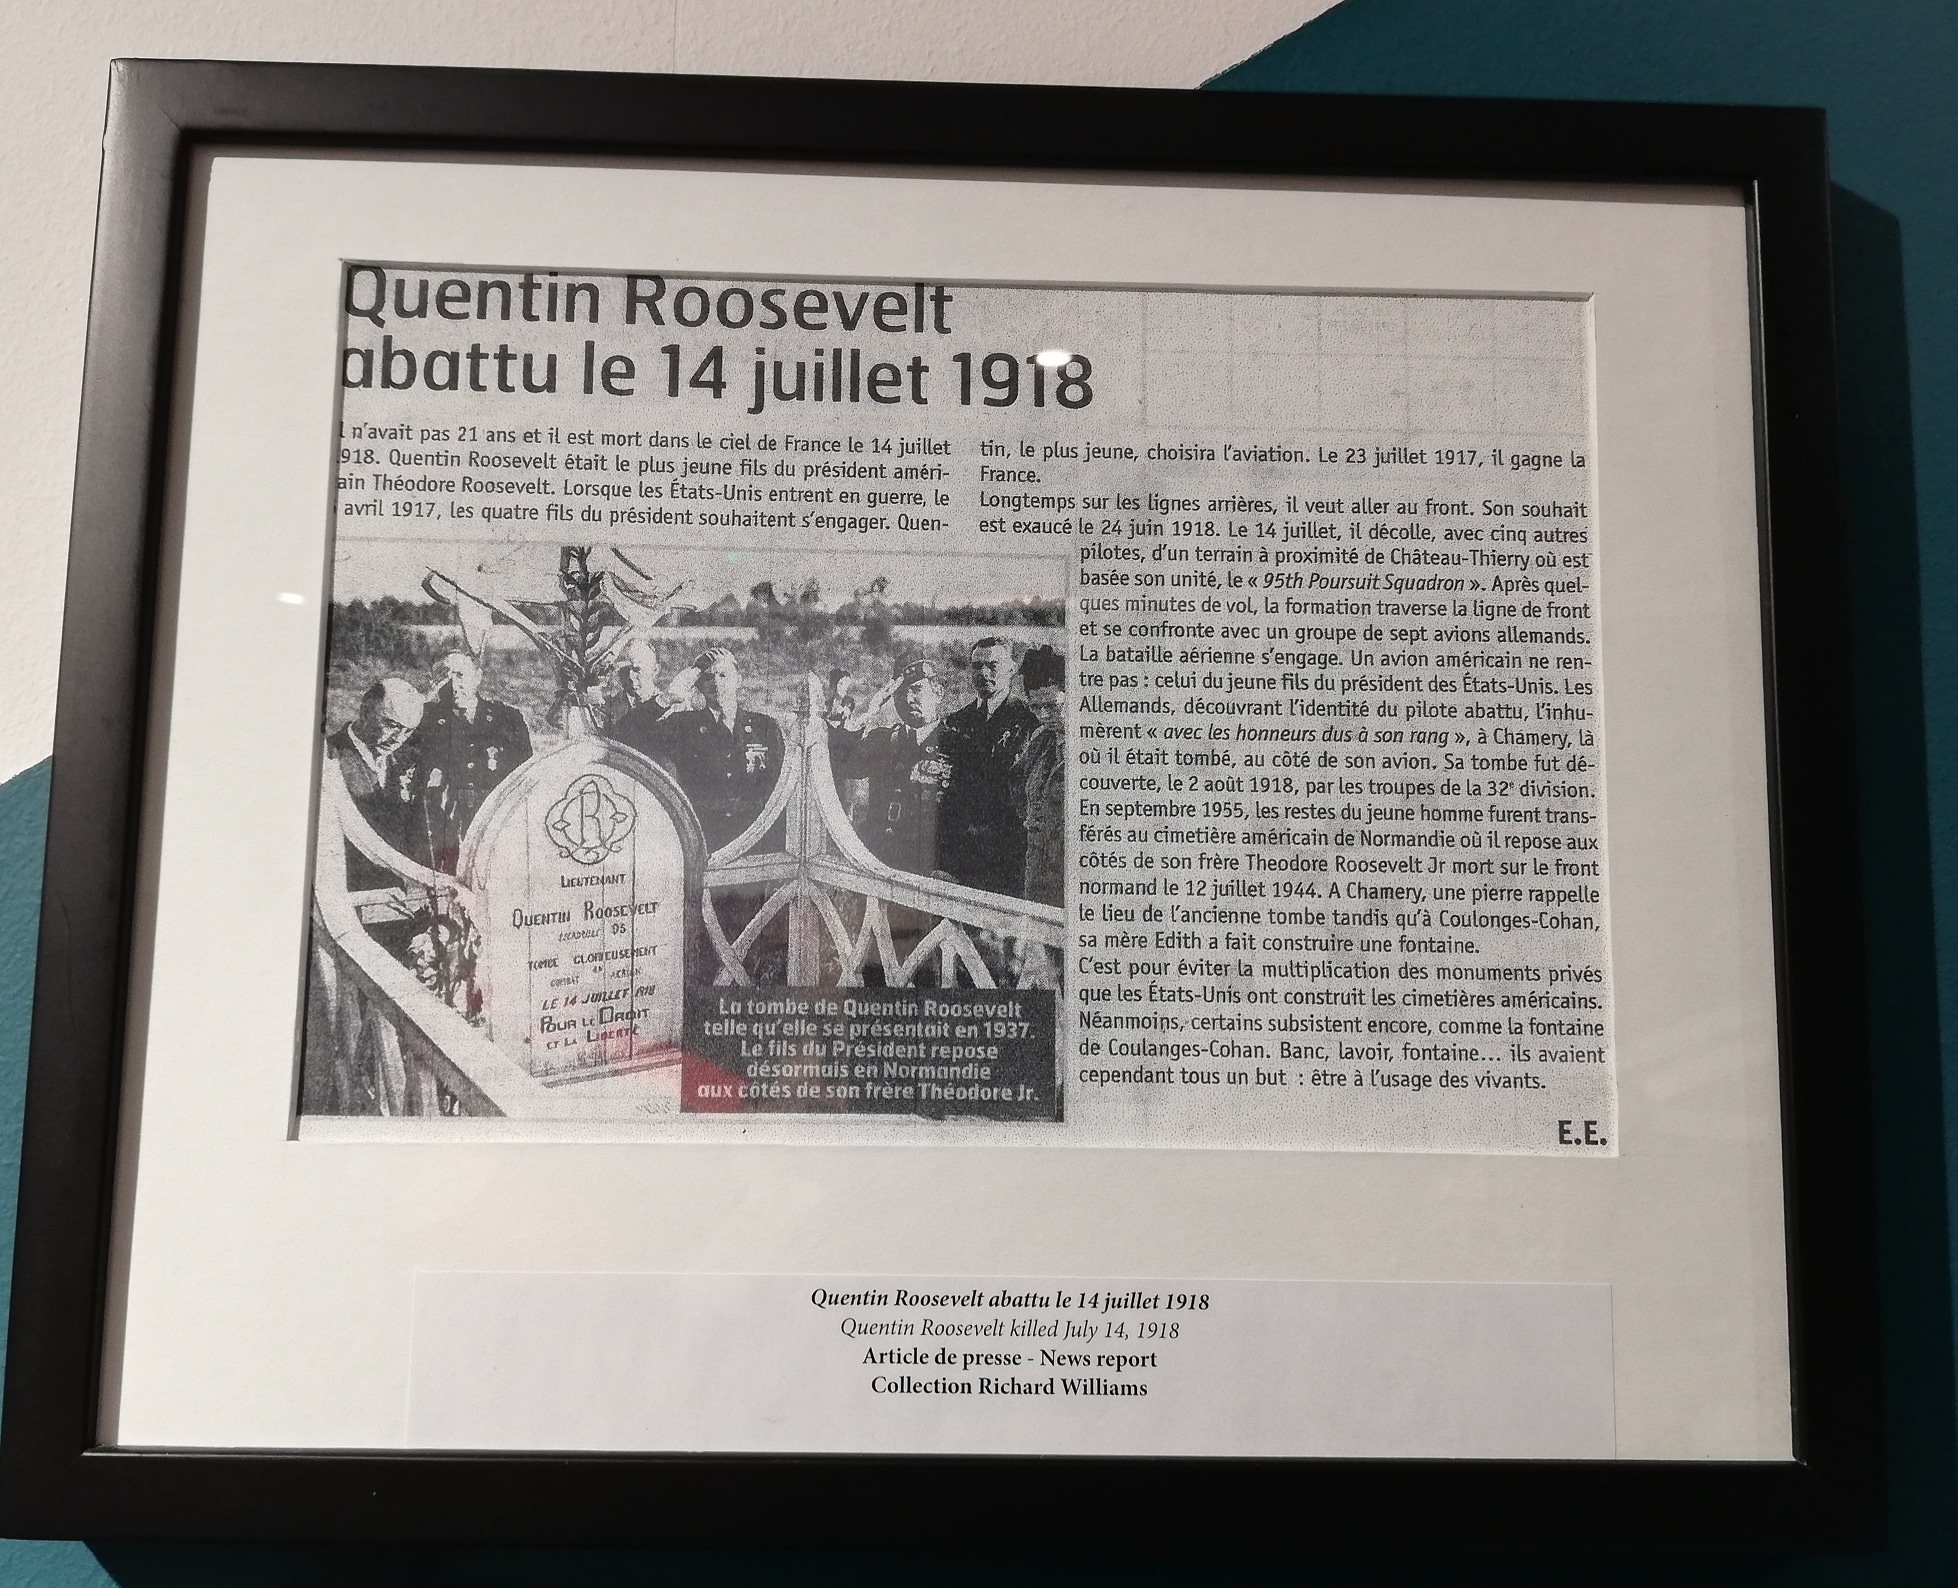 Quentin Roosevelt
abattu le 14 juillet 1918
l n'avait pas 21 ans et il est mort dans le ciel de France le 14 juillet
918. Quentin Roosevelt était le plus jeune fils du président améri-
ain Théodore Roosevelt. Lorsque les États-Unis entrent en guerre, le
avril 1917, les quatre fils du président souhaitent s'engager. Quen-
tin, le plus jeune, choisira l'aviation. Le 23 juillet 1917, il gagne la
France.
Longtemps sur les lignes arrières, il veut aller au front. Son souhait
est exaucé le 24 juin 1918. Le 14 juillet, il décolle, avec cinq autres
pilotes, d'un terrain à proximité de Château-Thierry où est
basée son unité, le « 95th Poursuit Squadron ». Après quel-
ques minutes de vol, la formation traverse la ligne de front
et se confronte avec un groupe de sept avions allemands.
La bataille aérienne s'engage. Un avion américain ne ren-
tre pas : celui du jeune fils du président des États-Unis. Les
Allemands, découvrant l'identité du pilote abattu, l'inhu-
mèrent « avec les honneurs dus à son rang », à Chamery, là
où il était tombé, au côté de son avion. Sa tombe fut dé-
couverte, le 2 août 1918, par les troupes de la 32e division.
En septembre 1955, les restes du jeune homme furent trans-
férés au cimetière américain de Normandie où il repose aux
côtés de son frère Theodore Roosevelt Jr mort sur le front
normand le 12 juillet 1944. A Chamery, une pierre rappelle
le lieu de l'ancienne tombe tandis qu'à Coulonges-Cohan,
sa mère Edith a fait construire une fontaine.
C'est pour éviter la multiplication des monuments privés
que les États-Unis ont construit les cimetières américains.
Néanmoins, certains subsistent encore, comme la fontaine
de Coulanges-Cohan. Banc, lavoir, fontaine... ils avaient
cependant tous un but : être à l'usage des vivants.
E.E.
LIEUTENANT
QUENTIN ROOSEVELT
ESCADRILLE 95
TOMBE GLORIEUSEMENT
COMBAT AERIEN
LE 14 JUILLET 1918
POUR LE DROIT
ET LA LIBERTÉ
La tombe de Quentin Roosevelt
telle qu'elle se présentait en 1937.
Le fils du Président repose
désormais en Normandie
aux côtés de son frère Théodore Jr.
Quentin Roosevelt abattu le 14 juillet 1918
Quentin Roosevelt killed July 14, 1918
Article de presse - News report
Collection Richard Williams